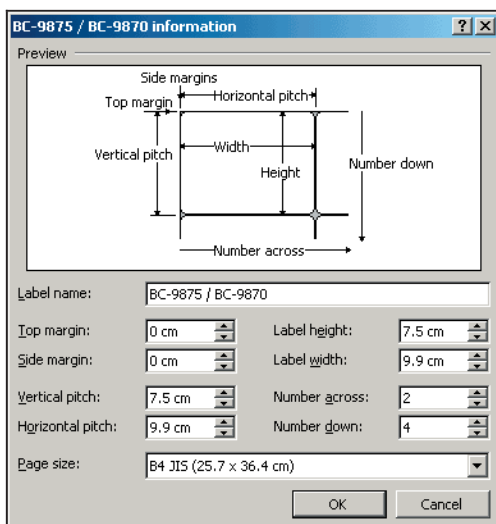 BC-9875 / BC-9870 information
Preview
Side margins
Top margin
Horizontal pitch
Vertical pitch
Width
Height
Number down
Number across
Label name: BC-9875 / BC-9870
Top margin: 0 cm Label height: 7.5 cm
Side margin: 0 cm Label width: 9.9 cm
Vertical pitch: 7.5 cm Number across: 2
Horizontal pitch: 9.9 cm Number down: 4
Page size: B4 JIS (25.7 x 36.4 cm)
OK Cancel